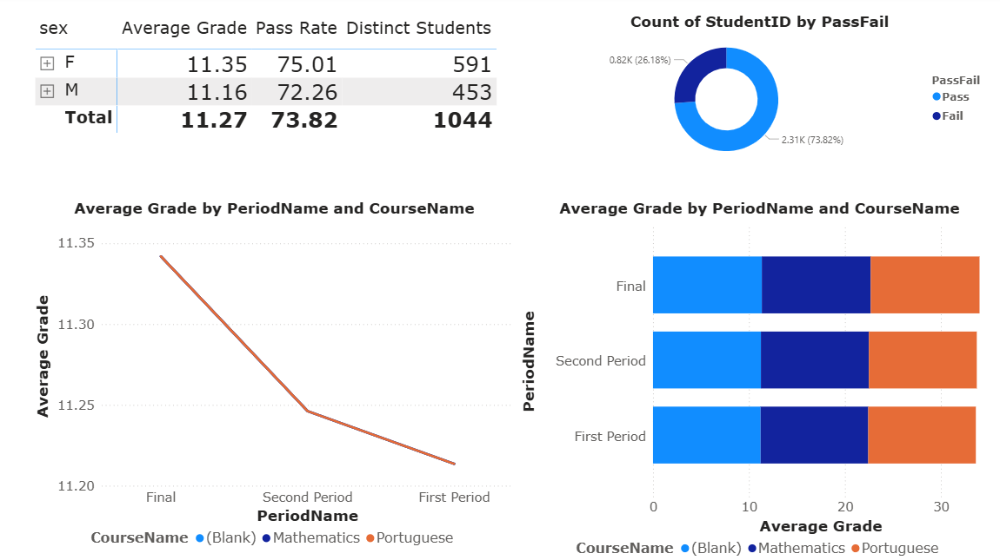 sex Average Grade Pass Rate Distinct Students
F 11.35 75.01 591
M 11.16 72.26 453
Total 11.27 73.82 1044
Count of StudentID by PassFail
0.82K (26.18%)
2.31K (73.82%)
PassFail
Pass
Fail
Average Grade by PeriodName and CourseName
Average Grade
11.35
11.30
11.25
11.20
Final Second Period First Period
PeriodName
CourseName (Blank) Mathematics Portuguese
Average Grade by PeriodName and CourseName
PeriodName
Final
Second Period
First Period
0 10 20 30
Average Grade
CourseName (Blank) Mathematics Portuguese